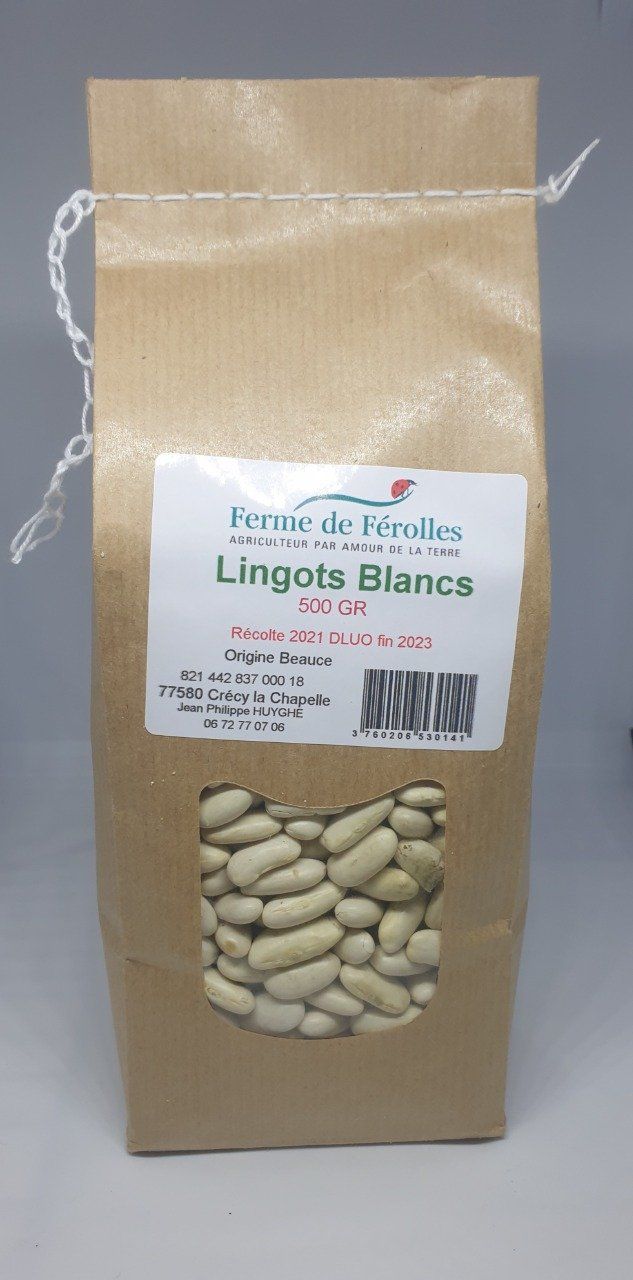 Ferme de Férolles
AGRICULTEUR PAR AMOUR DE LA TERRE
Lingots Blancs
500 GR
Récolte 2021 DLUO fin 2023
Origine Beauce
821 442 837 000 18
77580 Crécy la Chapelle
Jean Philippe HUYGHE
06 72 77 07 06
3 760206 530141